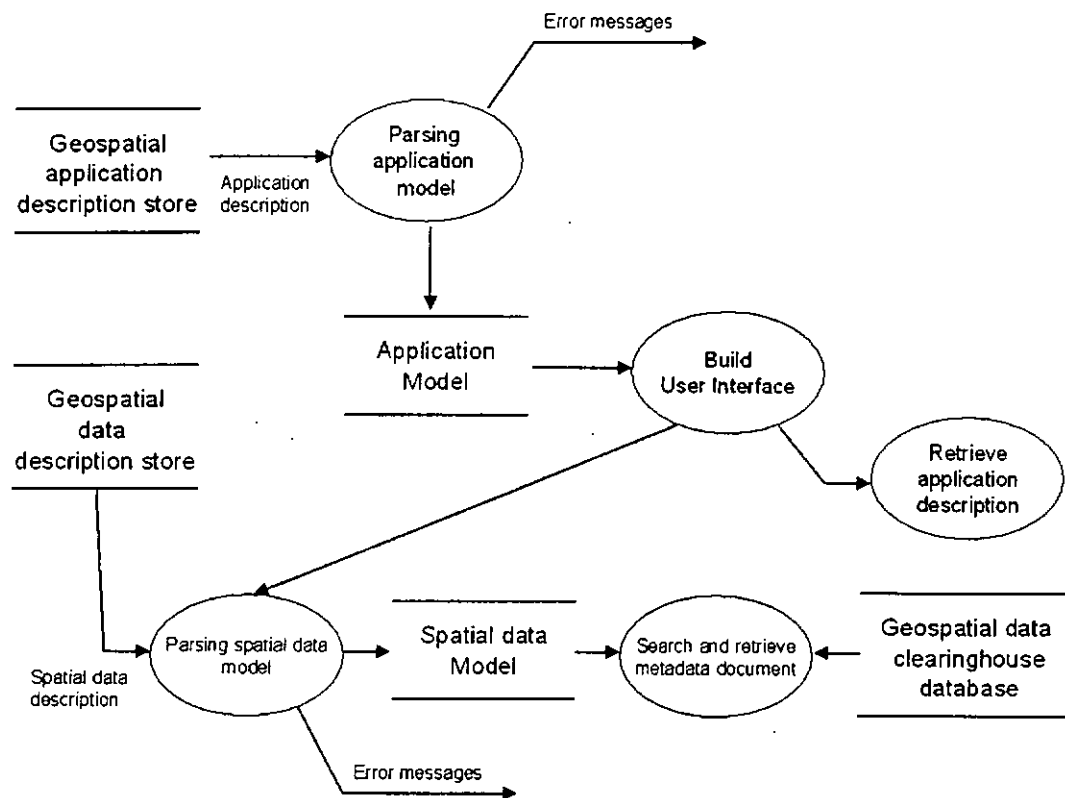 Error messages
Geospatial
application
description store
Application
description
Parsing
application
model
Application
Model
Build
User Interface
Geospatial
data
description store
Retrieve
application
description
Spatial data
description
Parsing spatial data
model
Spatial data
Model
Search and retrieve
metadata document
Geospatial data
clearinghouse
database
Error messages